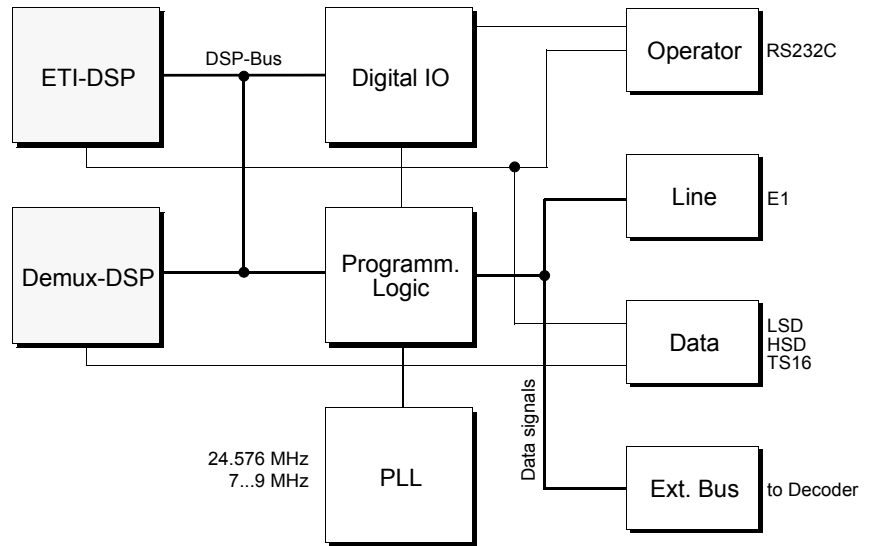 ETI-DSP
DSP-Bus
Digital IO
Operator
RS232C
Line
E1
Demux-DSP
Programm.
Logic
Data
LSD
HSD
TS16
Data signals
24.576 MHz
7...9 MHz
PLL
Ext. Bus
to Decoder